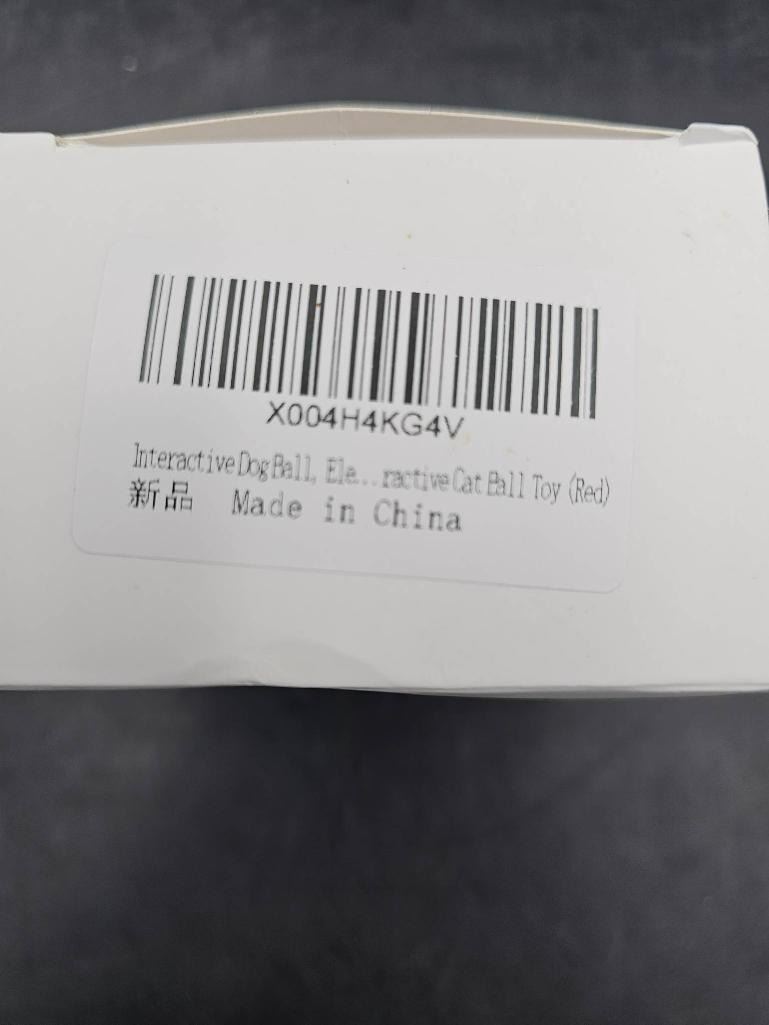 X004H4KG4V
Interactive Dog Ball, Ele...ractive Cat Ball Toy (Red)
新品 Made in China